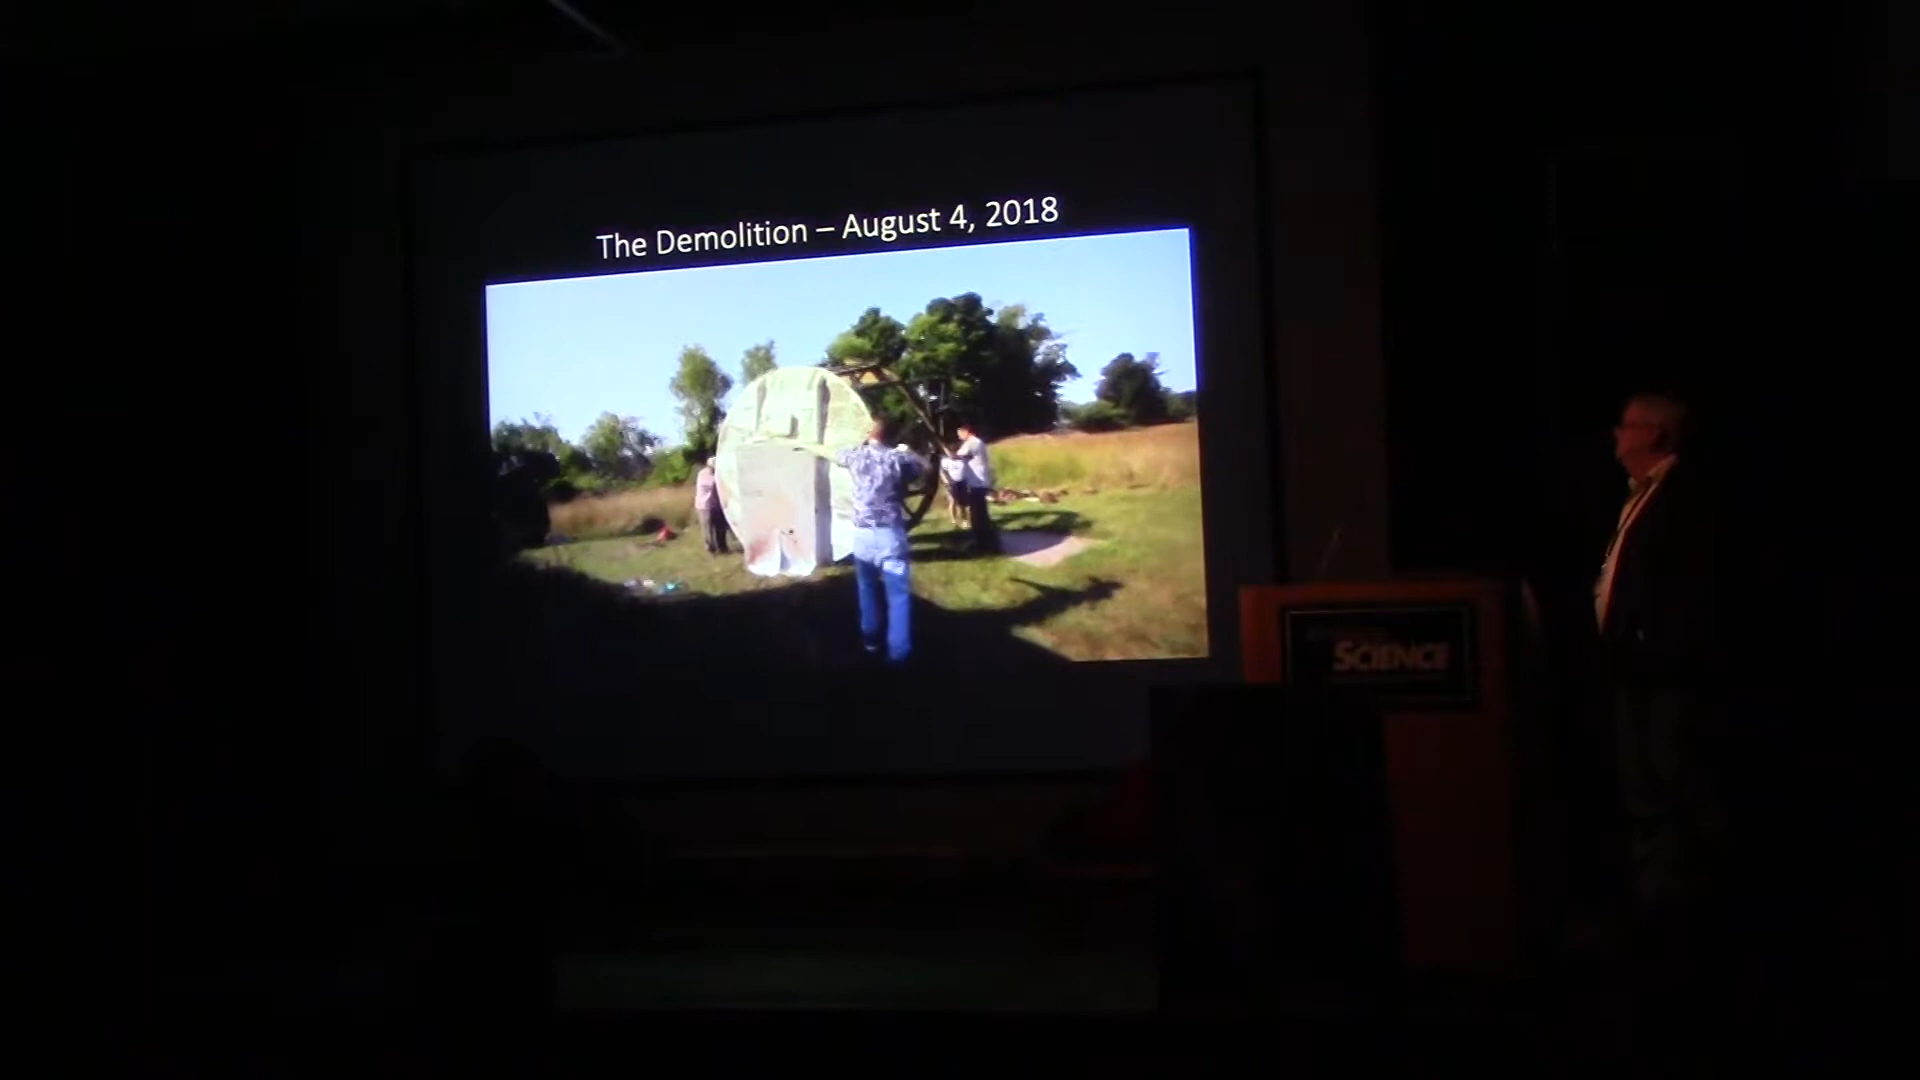 The Demolition – August 4, 2018
SCIENCE